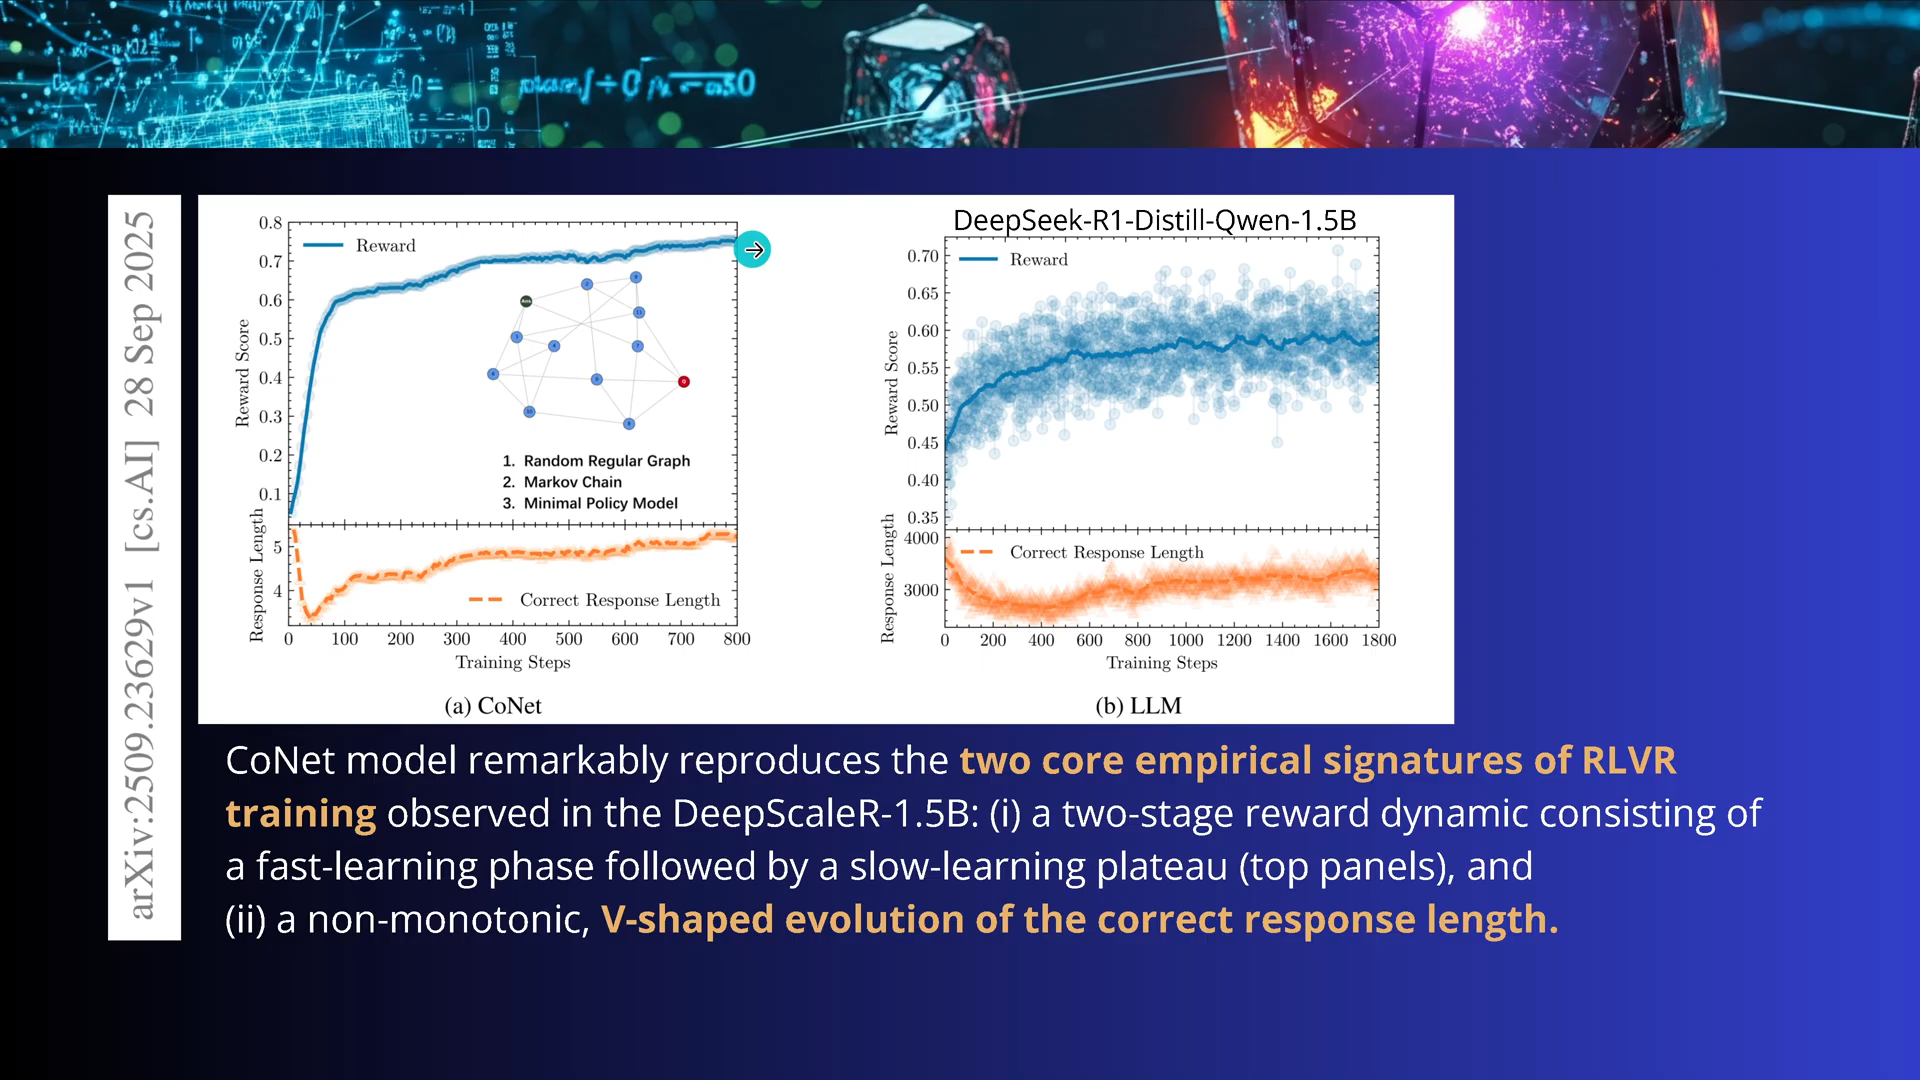 arXiv:2509.23629v1 [cs.AI] 28 Sep 2025
Reward
0.8
0.7
0.6
0.5
0.4
0.3
0.2
0.1
Reward Score
1. Random Regular Graph
2. Markov Chain
3. Minimal Policy Model
5
4
Response Length
Correct Response Length
0 100 200 300 400 500 600 700 800
Training Steps
(a) CoNet
DeepSeek-R1-Distill-Qwen-1.5B
Reward
0.70
0.65
0.60
0.55
0.50
0.45
0.40
0.35
Reward Score
4000
3000
Response Length
Correct Response Length
0 200 400 600 800 1000 1200 1400 1600 1800
Training Steps
(b) LLM
CoNet model remarkably reproduces the two core empirical signatures of RLVR
training observed in the DeepScaleR-1.5B: (i) a two-stage reward dynamic consisting of
a fast-learning phase followed by a slow-learning plateau (top panels), and
(ii) a non-monotonic, V-shaped evolution of the correct response length.